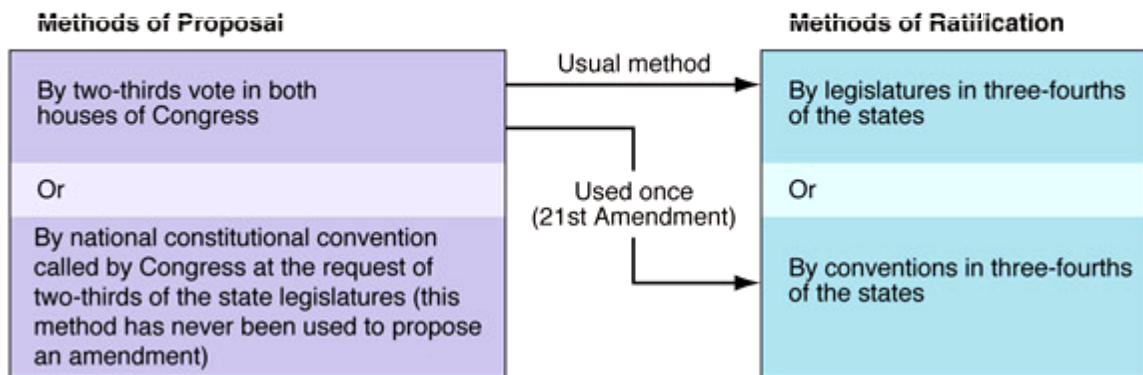 Methods of Proposal
By two-thirds vote in both
houses of Congress
Or
By national constitutional convention
called by Congress at the request of
two-thirds of the state legislatures (this
method has never been used to propose
an amendment)
Usual method
Used once
(21st Amendment)
Methods of Ratification
By legislatures in three-fourths
of the states
Or
By conventions in three-fourths
of the states